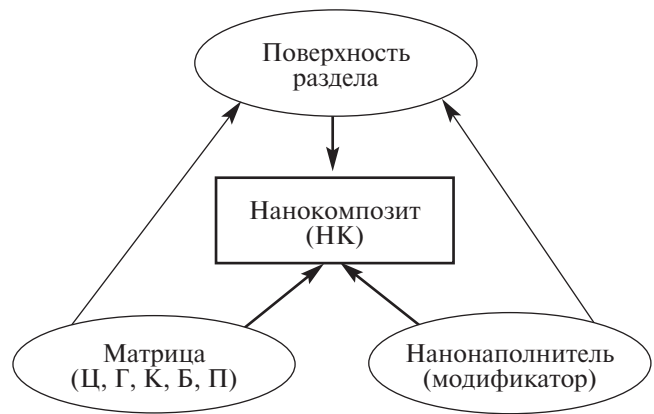 Поверхность
раздела
Нанокомпозит
(НК)
Матрица
(Ц, Г, К, Б, П)
Нанонаполнитель
(модификатор)